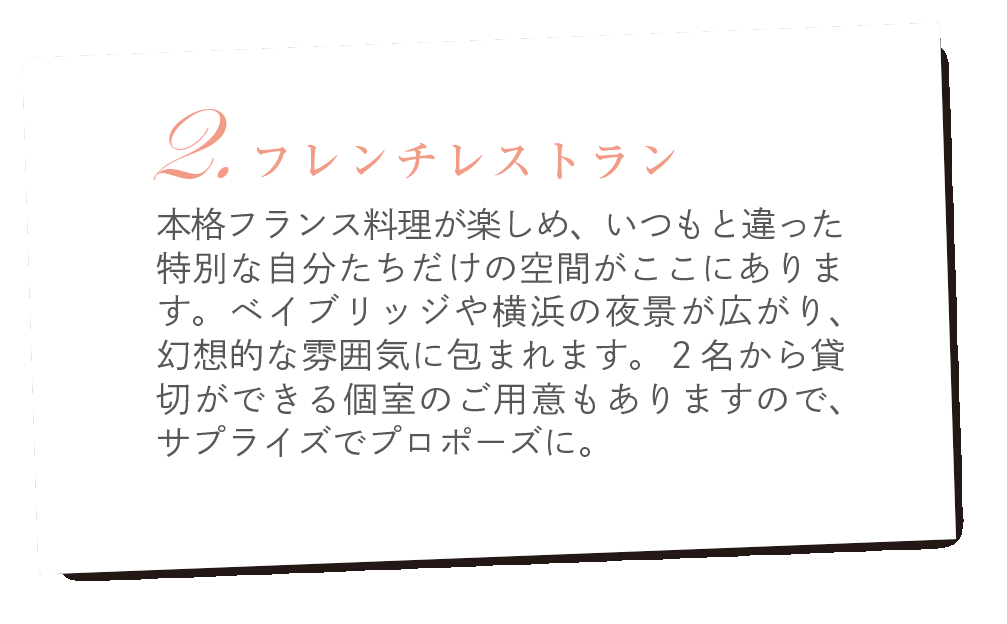 2. フレンチレストラン
本格フランス料理が楽しめ、いつもと違った
特別な自分たちだけの空間がここにありま
す。ベイブリッジや横浜の夜景が広がり、
幻想的な雰囲気に包まれます。２名から貸
切ができる個室のご用意もありますので、
サプライズでプロポーズに。